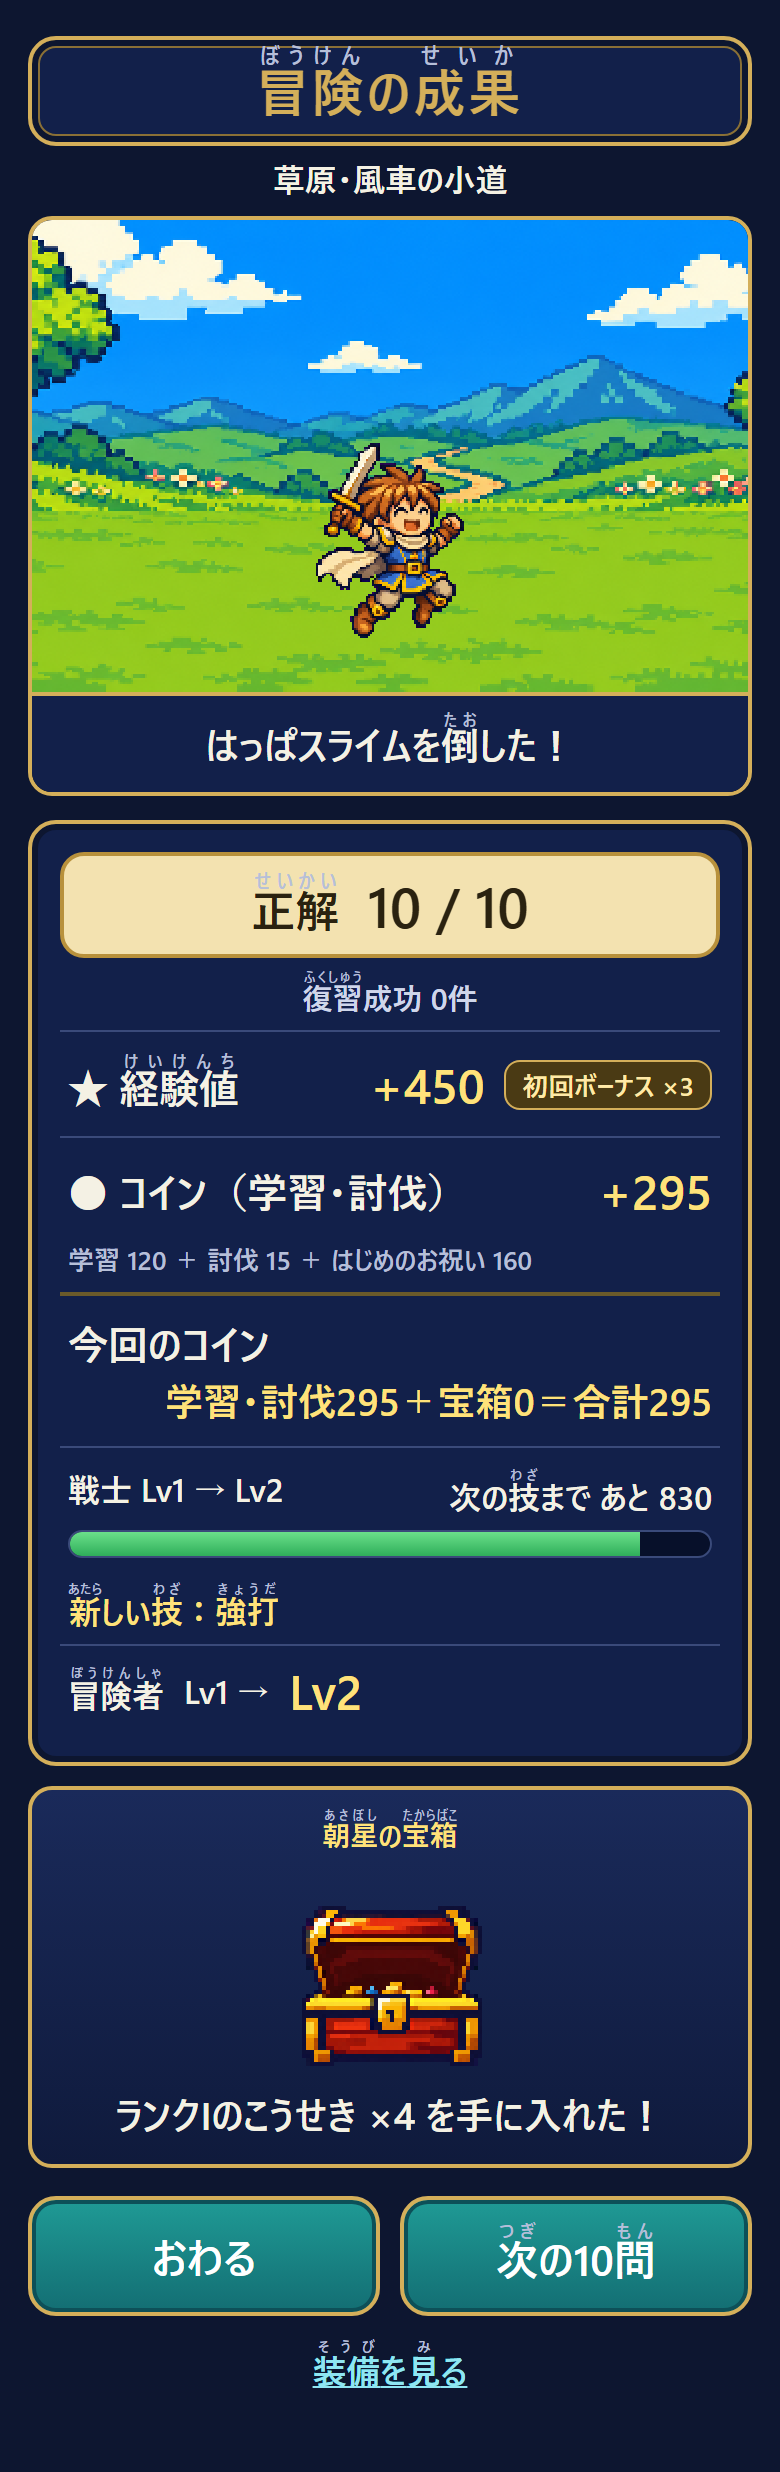 ぼうけん せいか
冒険の成果
草原・風車の小道
たお
はっぱスライムを倒した！
せいかい
正解 10 / 10
ふくしゅう
復習成功 0件
けいけんち
★ 経験値 +450 初回ボーナス ×3
● コイン（学習・討伐） +295
学習 120 ＋ 討伐 15 ＋ はじめのお祝い 160
今回のコイン
学習・討伐295＋宝箱0＝合計295
わざ
戦士 Lv1 → Lv2 次の技まで あと 830
あたら わざ きょうだ
新しい技：強打
ぼうけんしゃ
冒険者 Lv1 → Lv2
あさぼし たからばこ
朝星の宝箱
ランクIのこうせき ×4 を手に入れた！
おわる
つぎ もん
次の10問
そうび み
装備を見る